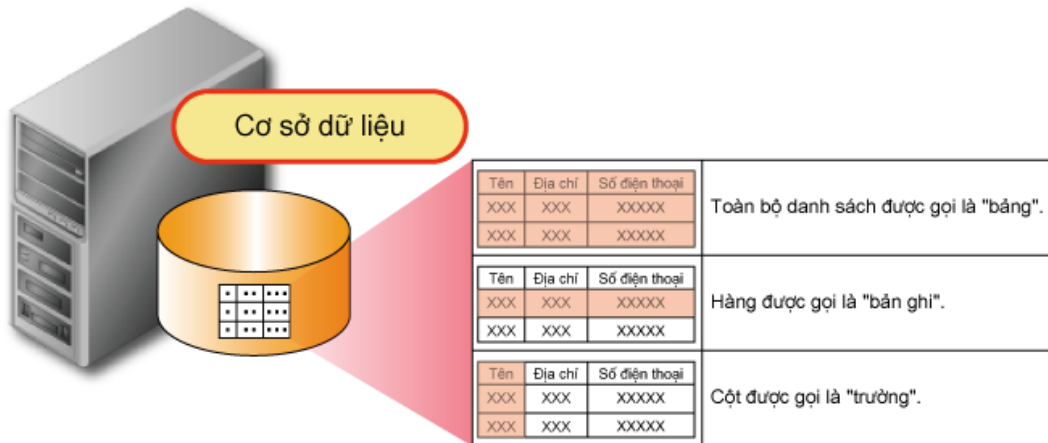 Cơ sở dữ liệu
Tên Địa chỉ Số điện thoại
XXX XXX XXXXX
XXX XXX XXXXX
Toàn bộ danh sách được gọi là "bảng".
Tên Địa chỉ Số điện thoại
XXX XXX XXXXX
XXX XXX XXXXX
Hàng được gọi là "bản ghi".
Tên Địa chỉ Số điện thoại
XXX XXX XXXXX
XXX XXX XXXXX
Cột được gọi là "trường".